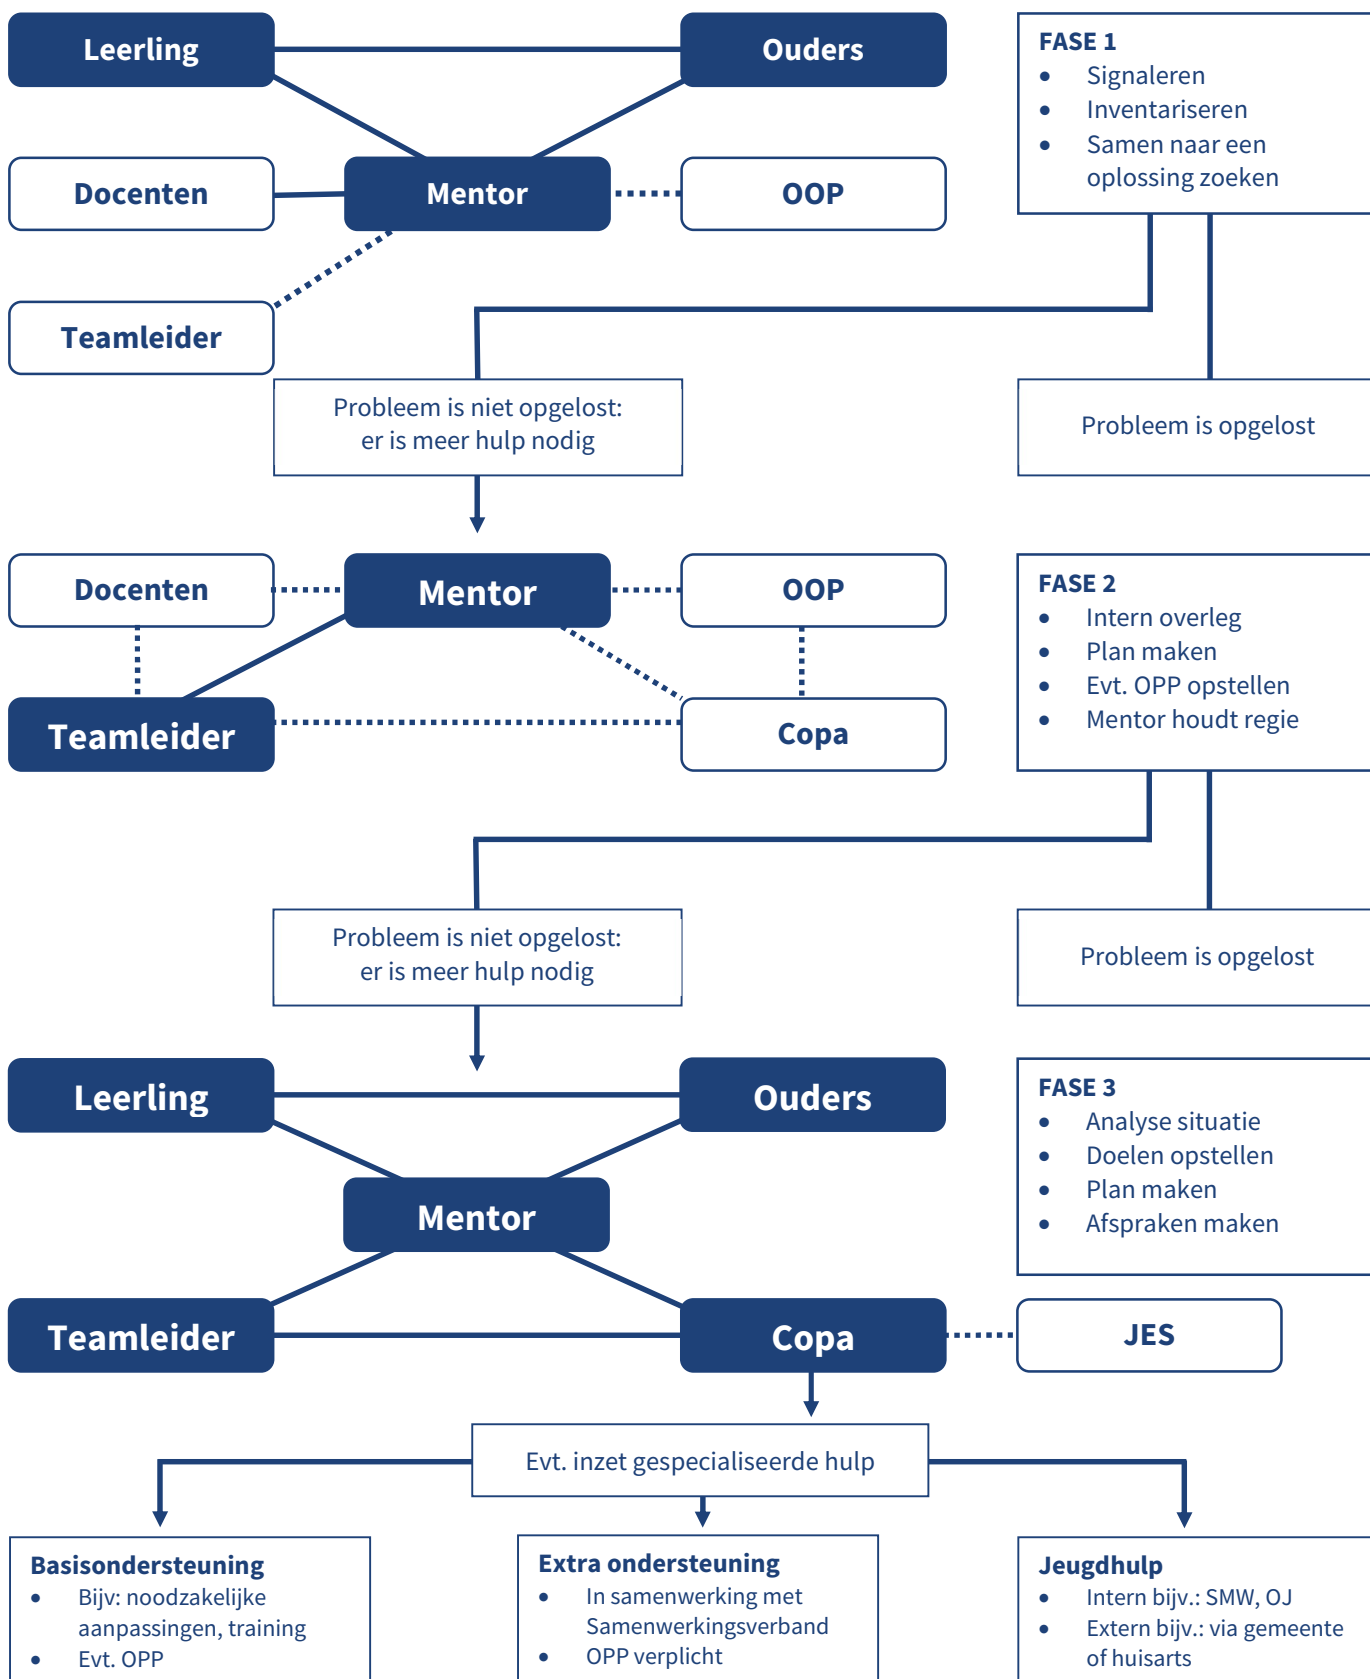 Leerling
Ouders
FASE 1
• Signaleren
• Inventariseren
• Samen naar een
oplossing zoeken
Docenten
Mentor
OOP
Teamleider
Probleem is niet opgelost:
er is meer hulp nodig
Probleem is opgelost
Docenten
Mentor
OOP
FASE 2
• Intern overleg
• Plan maken
• Evt. OPP opstellen
• Mentor houdt regie
Teamleider
Copa
Probleem is niet opgelost:
er is meer hulp nodig
Probleem is opgelost
Leerling
Ouders
FASE 3
• Analyse situatie
• Doelen opstellen
• Plan maken
• Afspraken maken
Mentor
Teamleider
Copa
JES
Evt. inzet gespecialiseerde hulp
Basisondersteuning
• Bijv: noodzakelijke
aanpassingen, training
• Evt. OPP
Extra ondersteuning
• In samenwerking met
Samenwerkingsverband
• OPP verplicht
Jeugdhulp
• Intern bijv.: SMW, OJ
• Extern bijv.: via gemeente
of huisarts